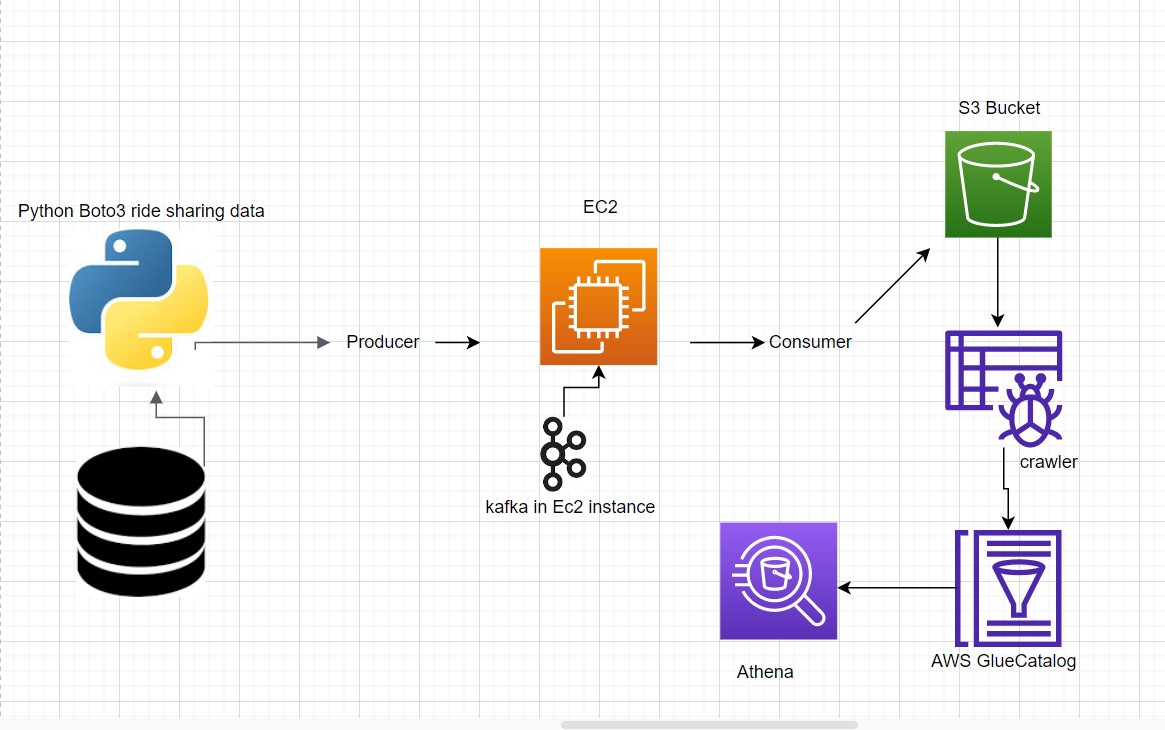 S3 Bucket
Python Boto3 ride sharing data
EC2
Producer
Consumer
crawler
kafka in Ec2 instance
AWS GlueCatalog
Athena